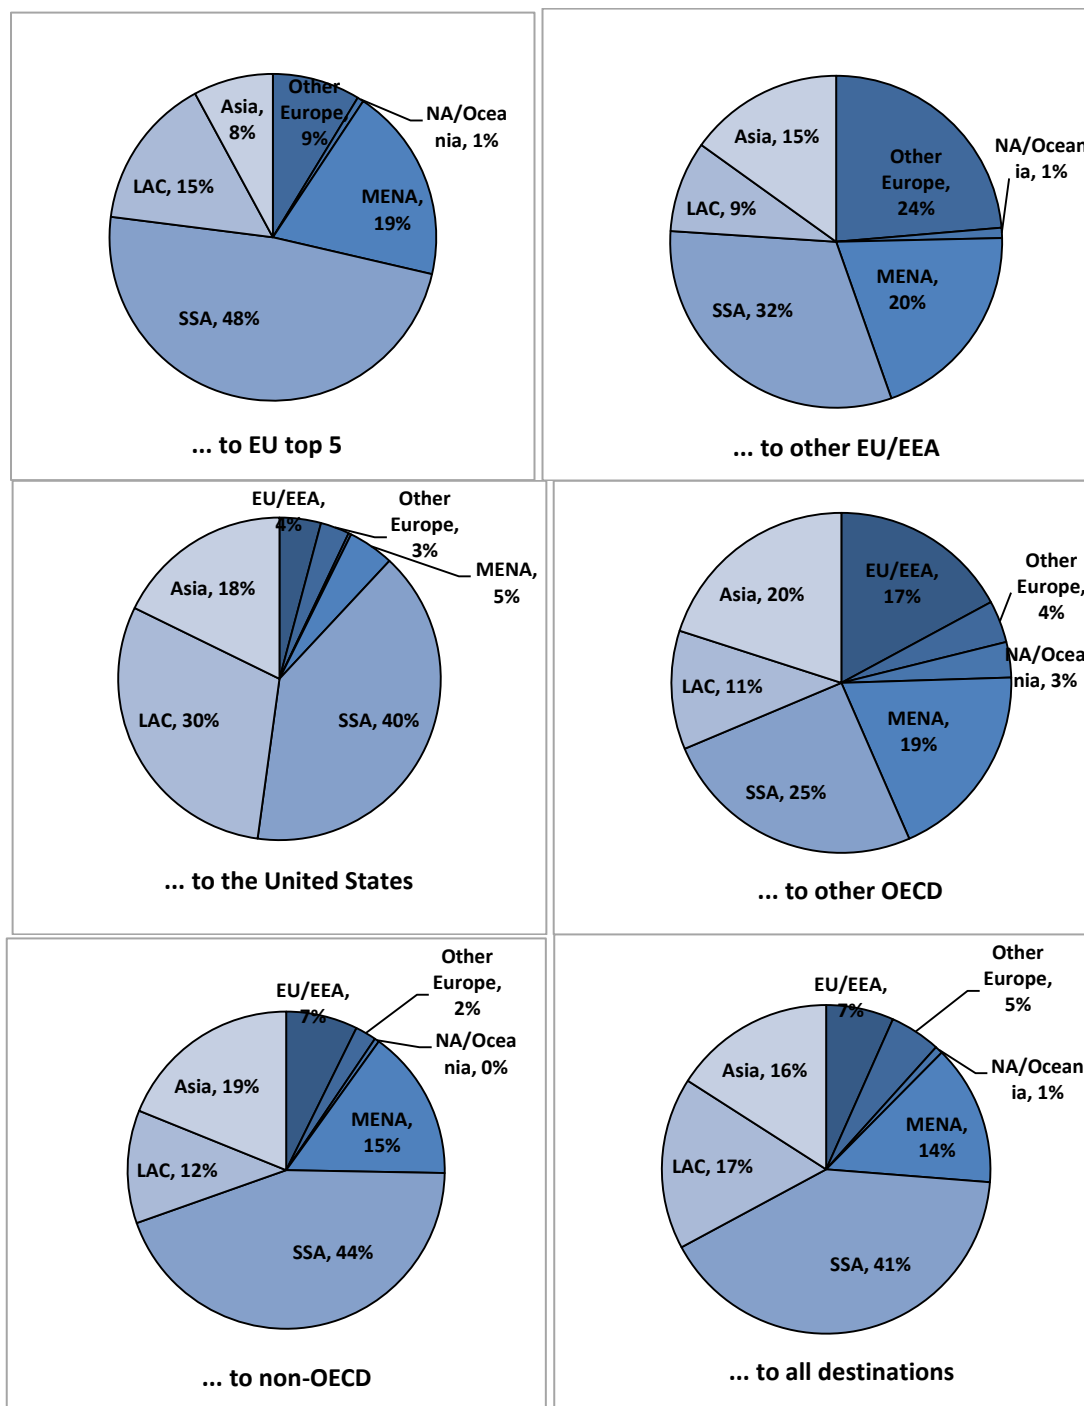 Other
Europe,
9%
NA/Ocea
nia, 1%
MENA,
19%
SSA, 48%
LAC, 15%
Asia,
8%
... to EU top 5
Other
Europe,
24%
NA/Ocean
ia, 1%
MENA,
20%
SSA, 32%
LAC, 9%
Asia, 15%
... to other EU/EEA
EU/EEA,
4%
Other
Europe,
3%
MENA,
5%
SSA, 40%
LAC, 30%
Asia, 18%
... to the United States
EU/EEA,
17%
Other
Europe,
4%
NA/Ocea
nia, 3%
MENA,
19%
SSA, 25%
LAC, 11%
Asia, 20%
... to other OECD
EU/EEA,
7%
Other
Europe,
2%
NA/Ocea
nia, 0%
MENA,
15%
SSA, 44%
LAC, 12%
Asia, 19%
... to non-OECD
EU/EEA,
7%
Other
Europe,
5%
NA/Ocean
ia, 1%
MENA,
14%
SSA, 41%
LAC, 17%
Asia, 16%
... to all destinations